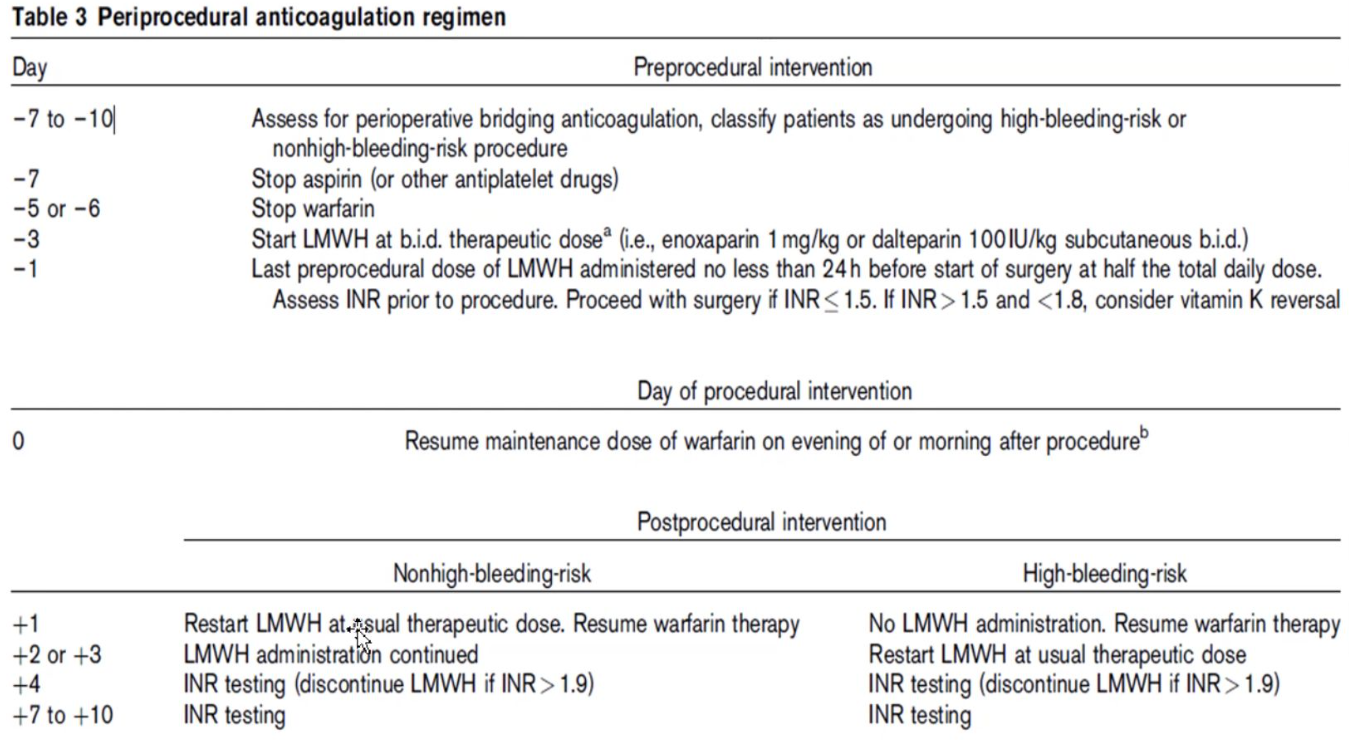 Table 3 Periprocedural anticoagulation regimen
Day Preprocedural intervention
−7 to −10 Assess for perioperative bridging anticoagulation, classify patients as undergoing high-bleeding-risk or
nonhigh-bleeding-risk procedure
−7 Stop aspirin (or other antiplatelet drugs)
−5 or −6 Stop warfarin
−3 Start LMWH at b.i.d. therapeutic doseᵃ (i.e., enoxaparin 1 mg/kg or dalteparin 100 IU/kg subcutaneous b.i.d.)
−1 Last preprocedural dose of LMWH administered no less than 24 h before start of surgery at half the total daily dose.
Assess INR prior to procedure. Proceed with surgery if INR ≤ 1.5. If INR > 1.5 and <1.8, consider vitamin K reversal
Day of procedural intervention
0 Resume maintenance dose of warfarin on evening of or morning after procedureᵇ
Postprocedural intervention
Nonhigh-bleeding-risk High-bleeding-risk
+1 Restart LMWH at usual therapeutic dose. Resume warfarin therapy No LMWH administration. Resume warfarin therapy
+2 or +3 LMWH administration continued Restart LMWH at usual therapeutic dose
+4 INR testing (discontinue LMWH if INR > 1.9) INR testing (discontinue LMWH if INR > 1.9)
+7 to +10 INR testing INR testing